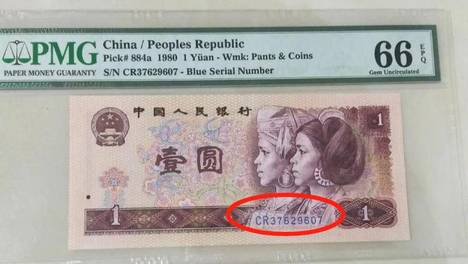 PMG
PAPER MONEY GUARANTY
China / Peoples Republic
Pick# 884a 1980 1 Yüan - Wmk: Pants & Coins
S/N CR37629607 - Blue Serial Number
66 EPQ
Gem Uncirculated
中国人民银行
1
壹圆
1
CR37629607
1